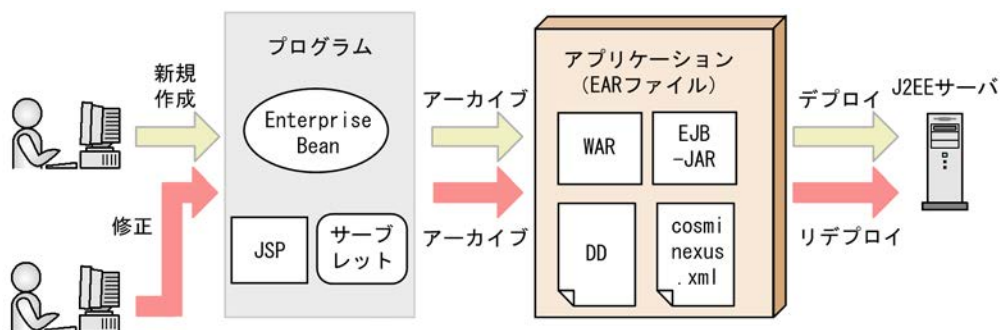 プログラム
新規
作成
Enterprise
Bean
JSP
サーブ
レット
修正
アーカイブ
アーカイブ
アプリケーション
(EARファイル)
WAR
EJB
-JAR
DD
cosmi
nexus
.xml
デプロイ
リデプロイ
J2EEサーバ